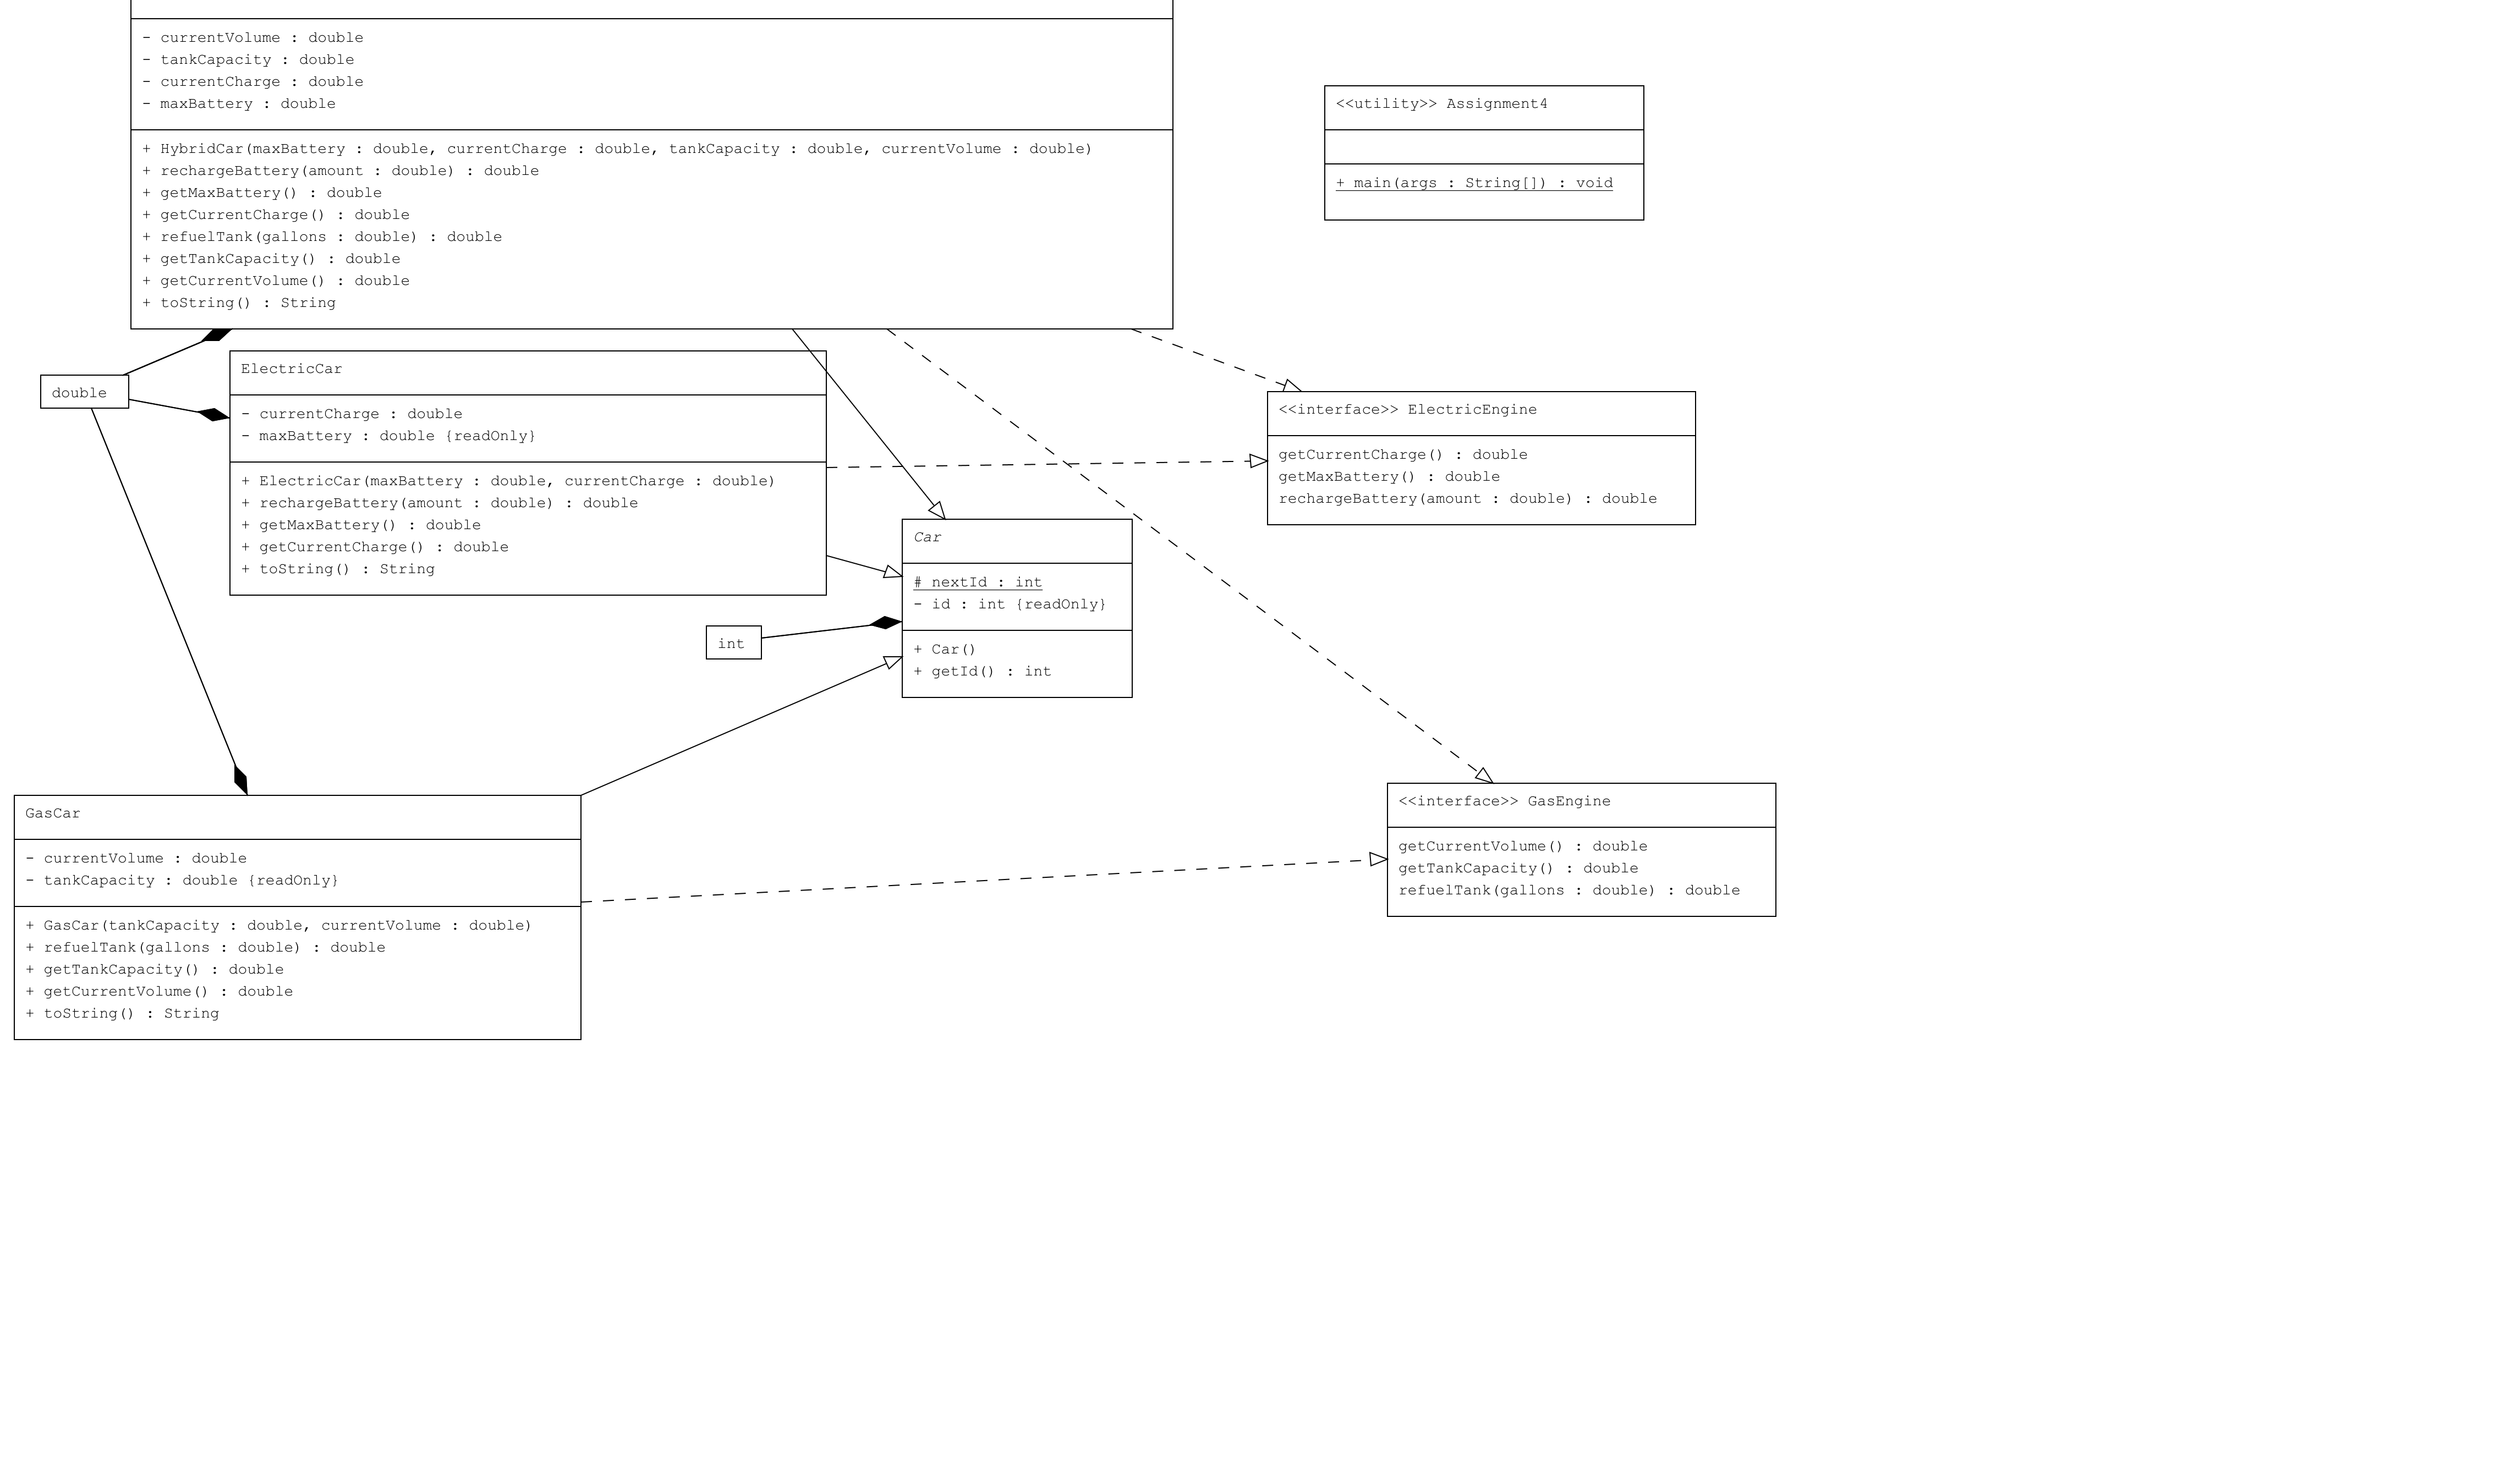 - currentVolume : double
- tankCapacity : double
- currentCharge : double
- maxBattery : double
+ HybridCar(maxBattery : double, currentCharge : double, tankCapacity : double, currentVolume : double)
+ rechargeBattery(amount : double) : double
+ getMaxBattery() : double
+ getCurrentCharge() : double
+ refuelTank(gallons : double) : double
+ getTankCapacity() : double
+ getCurrentVolume() : double
+ toString() : String
<<utility>> Assignment4
+ main(args : String[]) : void
double
ElectricCar
- currentCharge : double
- maxBattery : double {readOnly}
+ ElectricCar(maxBattery : double, currentCharge : double)
+ rechargeBattery(amount : double) : double
+ getMaxBattery() : double
+ getCurrentCharge() : double
+ toString() : String
<<interface>> ElectricEngine
getCurrentCharge() : double
getMaxBattery() : double
rechargeBattery(amount : double) : double
Car
# nextId : int
- id : int {readOnly}
+ Car()
+ getId() : int
int
GasCar
- currentVolume : double
- tankCapacity : double {readOnly}
+ GasCar(tankCapacity : double, currentVolume : double)
+ refuelTank(gallons : double) : double
+ getTankCapacity() : double
+ getCurrentVolume() : double
+ toString() : String
<<interface>> GasEngine
getCurrentVolume() : double
getTankCapacity() : double
refuelTank(gallons : double) : double